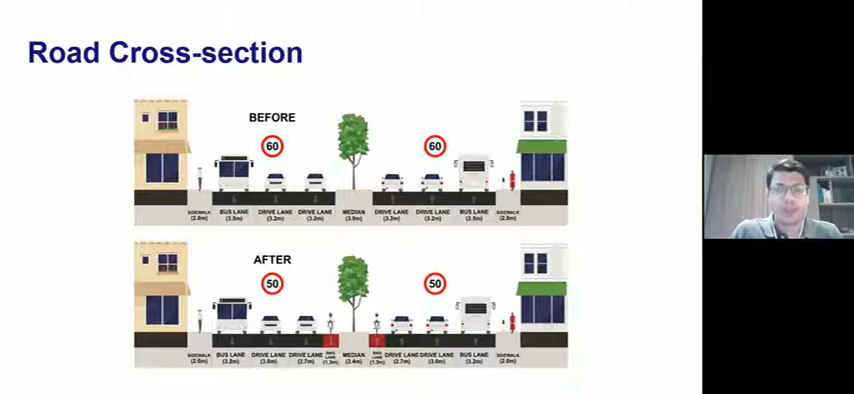 Road Cross-section
BEFORE
60
60
SIDEWALK BUS LANE DRIVE LANE DRIVE LANE MEDIAN DRIVE LANE DRIVE LANE BUS LANE SIDEWALK
(2.0m) (3.5m) (3.2m) (3.2m) (3.0m) (3.2m) (3.2m) (3.5m) (2.0m)
AFTER
50
50
SIDEWALK BUS LANE DRIVE LANE DRIVE LANE BIKE LANE MEDIAN BIKE LANE DRIVE LANE DRIVE LANE BUS LANE SIDEWALK
(2.0m) (3.2m) (3.0m) (2.7m) (1.3m) (2.4m) (1.3m) (2.7m) (3.0m) (3.2m) (2.0m)